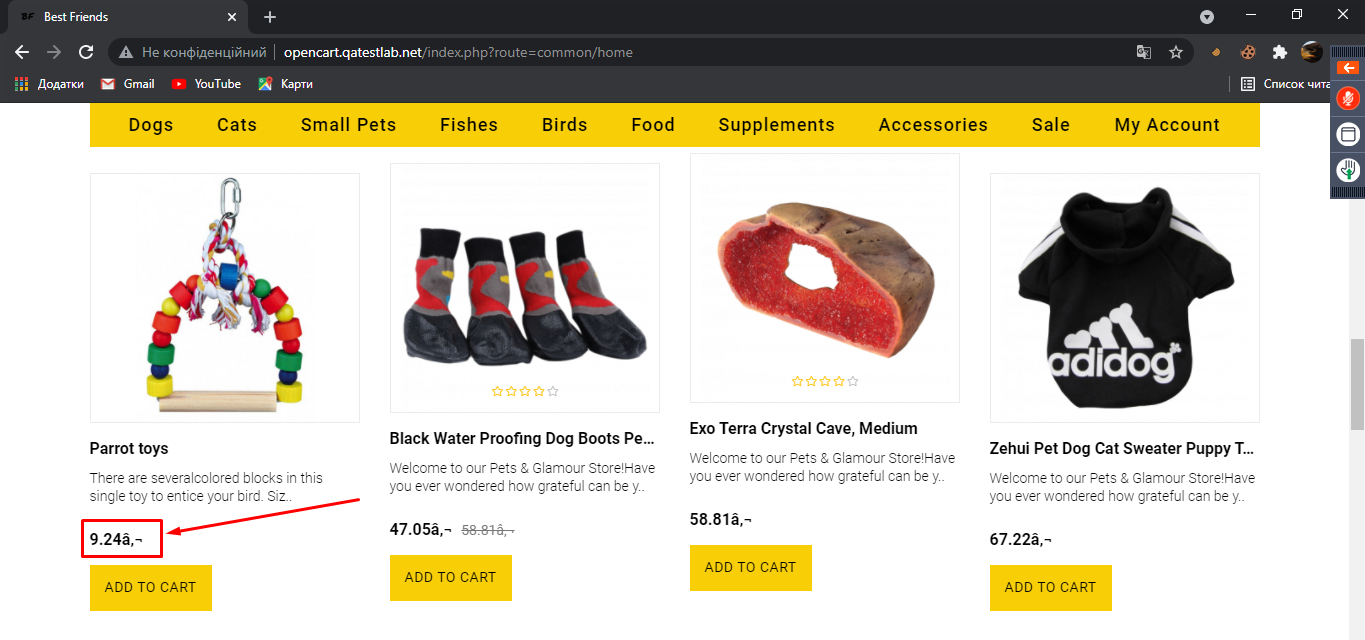 BF Best Friends
Не конфіденційний opencart.qatestlab.net/index.php?route=common/home
Додатки Gmail YouTube Карти Список чита
Dogs Cats Small Pets Fishes Birds Food Supplements Accessories Sale My Account
adidog
Parrot toys
There are severalcolored blocks in this
single toy to entice your bird. Siz..
9.24â‚¬
ADD TO CART
Black Water Proofing Dog Boots Pe...
Welcome to our Pets & Glamour Store!Have
you ever wondered how grateful can be y..
47.05â‚¬ 58.81â‚¬
ADD TO CART
Exo Terra Crystal Cave, Medium
Welcome to our Pets & Glamour Store!Have
you ever wondered how grateful can be y..
58.81â‚¬
ADD TO CART
Zehui Pet Dog Cat Sweater Puppy T...
Welcome to our Pets & Glamour Store!Have
you ever wondered how grateful can be y..
67.22â‚¬
ADD TO CART